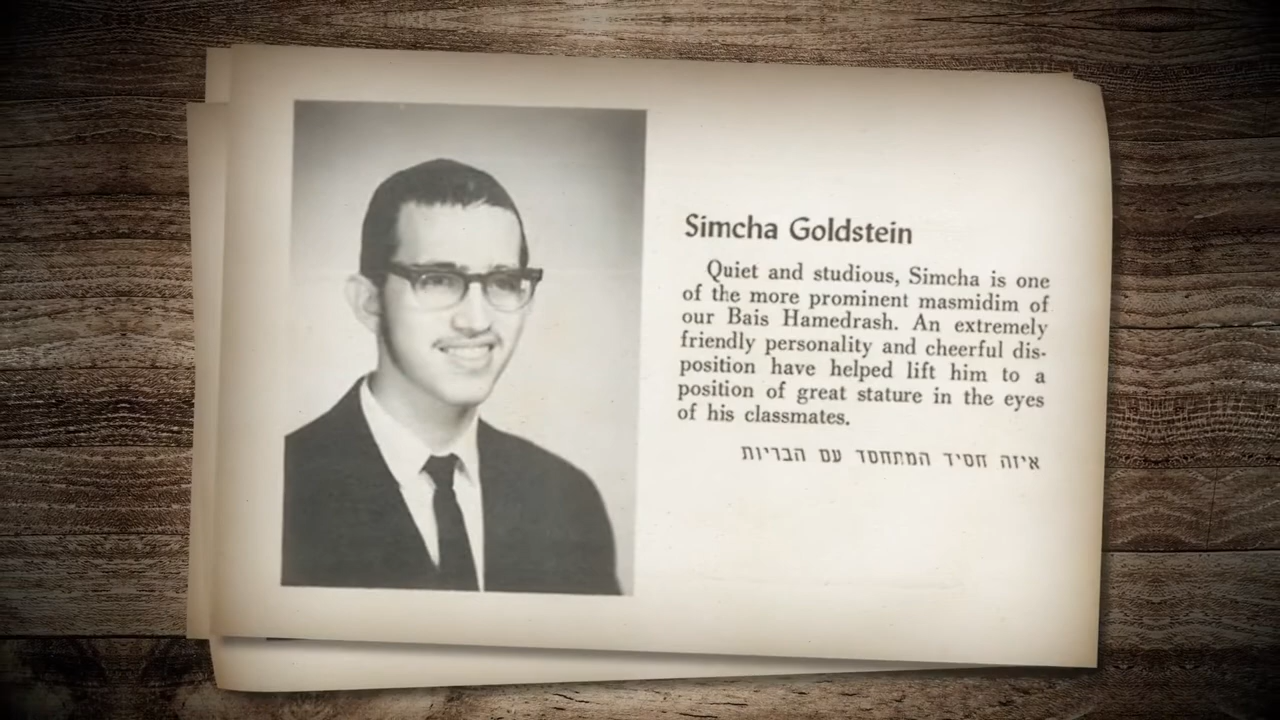 Simcha Goldstein
Quiet and studious, Simcha is one
of the more prominent masmidim of
our Bais Hamedrash. An extremely
friendly personality and cheerful dis-
position have helped lift him to a
position of great stature in the eyes
of his classmates.
איזה חסיד המתחסד עם הבריות